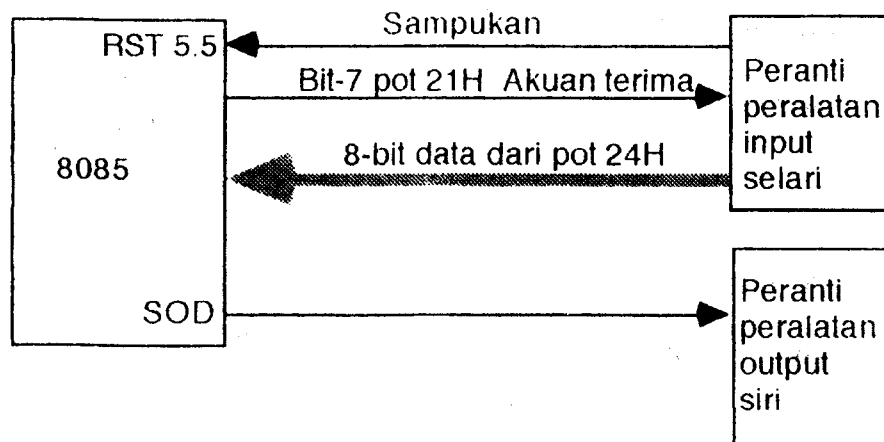 Sampukan
RST 5.5
Bit-7 pot 21H Akuan terima
8-bit data dari pot 24H
8085
SOD
Peranti
peralatan
input
selari
Peranti
peralatan
output
siri